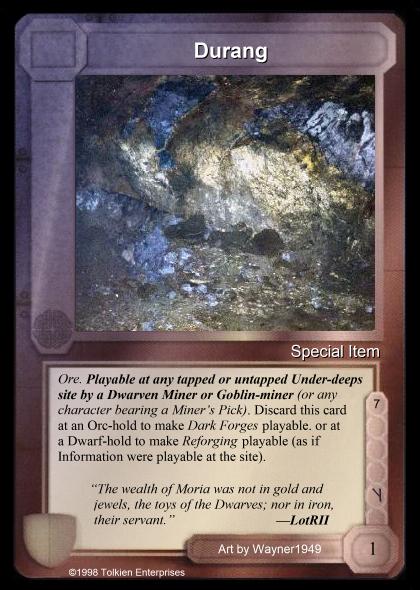 Durang
Special Item
Ore. Playable at any tapped or untapped Under-deeps
site by a Dwarven Miner or Goblin-miner (or any
character bearing a Miner's Pick). Discard this card
at an Orc-hold to make Dark Forges playable. or at
a Dwarf-hold to make Reforging playable (as if
Information were playable at the site).
7
“The wealth of Moria was not in gold and
jewels, the toys of the Dwarves; nor in iron,
their servant.” —LotRII
Art by Wayner1949
1
©1998 Tolkien Enterprises